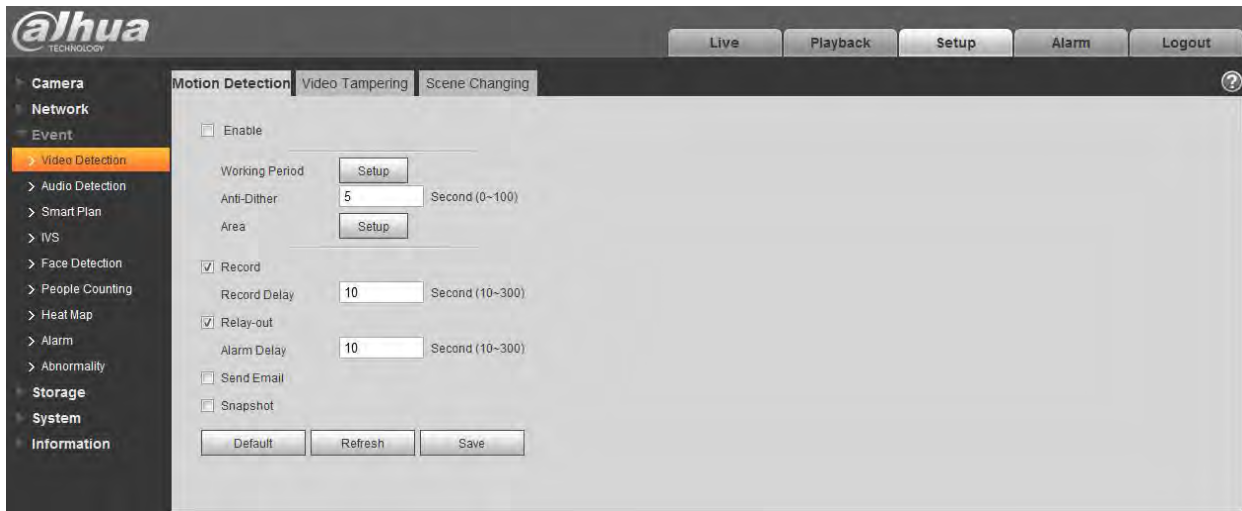 alhua
TECHNOLOGY
Live Playback Setup Alarm Logout
Camera
Network
Event
Video Detection
Audio Detection
Smart Plan
IVS
Face Detection
People Counting
Heat Map
Alarm
Abnormality
Storage
System
Information
Motion Detection Video Tampering Scene Changing
?
Enable
Working Period Setup
Anti-Dither 5 Second (0~100)
Area Setup
Record
Record Delay 10 Second (10~300)
Relay-out
Alarm Delay 10 Second (10~300)
Send Email
Snapshot
Default Refresh Save